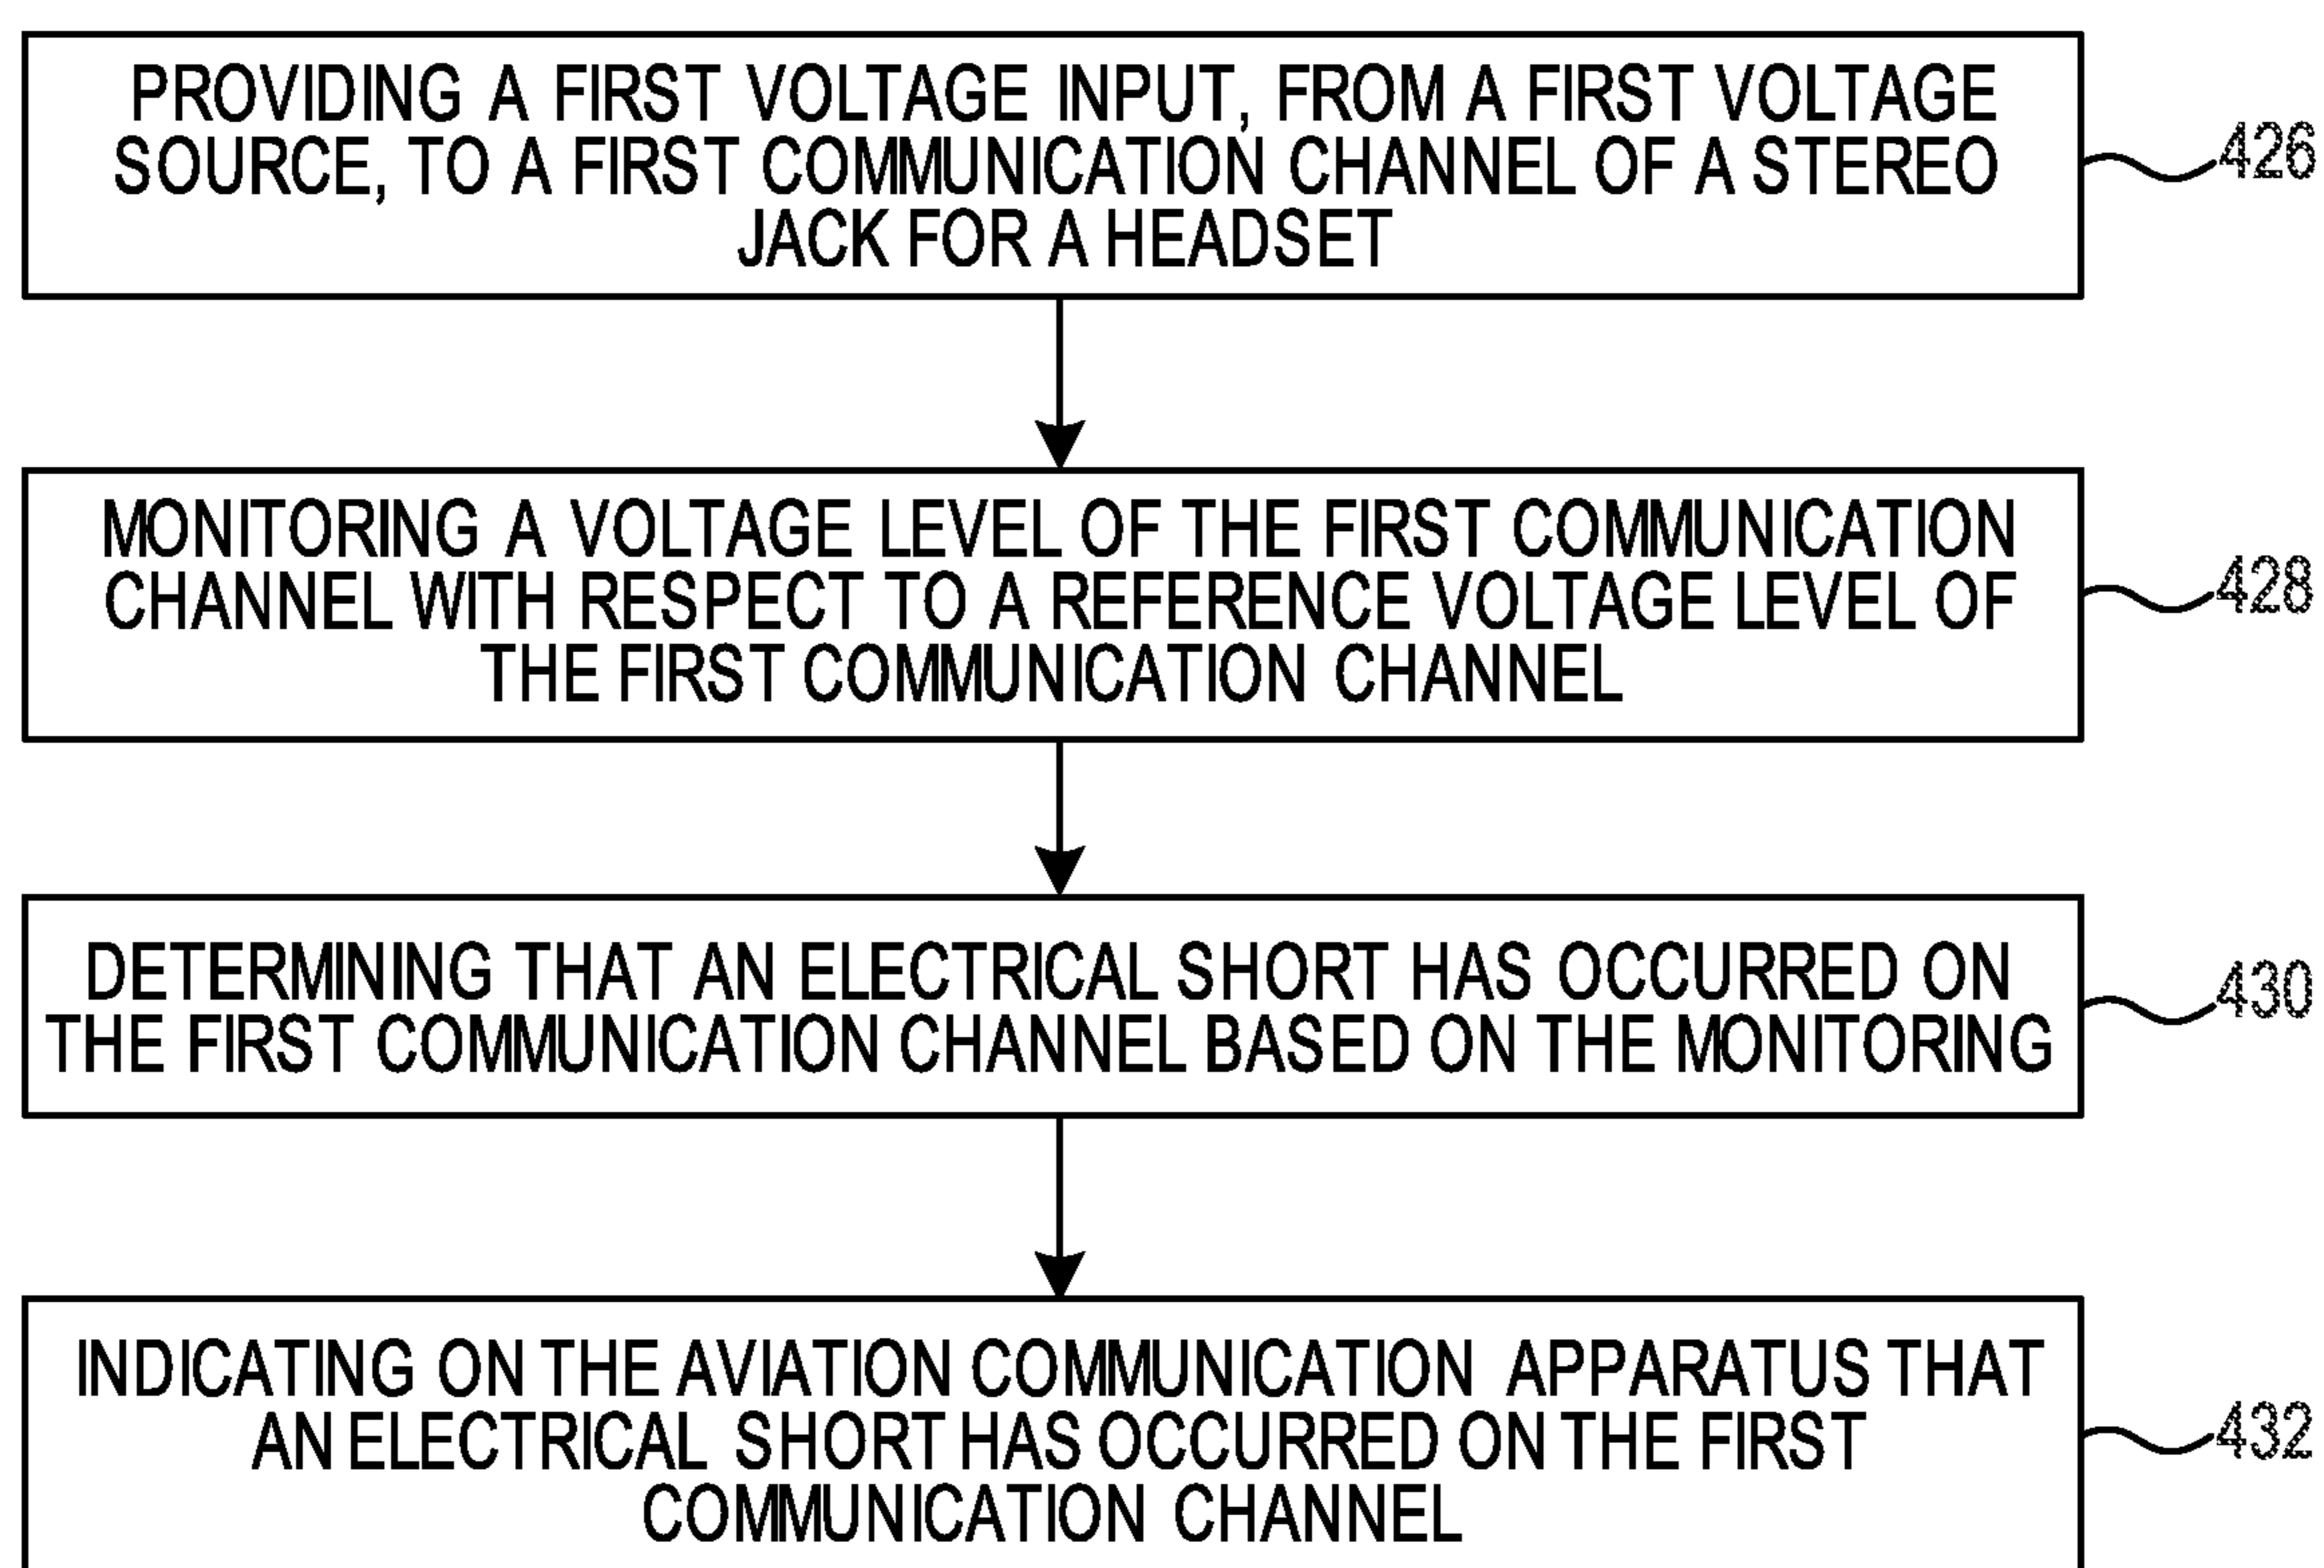 PROVIDING A FIRST VOLTAGE INPUT, FROM A FIRST VOLTAGE
SOURCE, TO A FIRST COMMUNICATION CHANNEL OF A STEREO
JACK FOR A HEADSET
426
MONITORING A VOLTAGE LEVEL OF THE FIRST COMMUNICATION
CHANNEL WITH RESPECT TO A REFERENCE VOLTAGE LEVEL OF
THE FIRST COMMUNICATION CHANNEL
428
DETERMINING THAT AN ELECTRICAL SHORT HAS OCCURRED ON
THE FIRST COMMUNICATION CHANNEL BASED ON THE MONITORING
430
INDICATING ON THE AVIATION COMMUNICATION APPARATUS THAT
AN ELECTRICAL SHORT HAS OCCURRED ON THE FIRST
COMMUNICATION CHANNEL
432